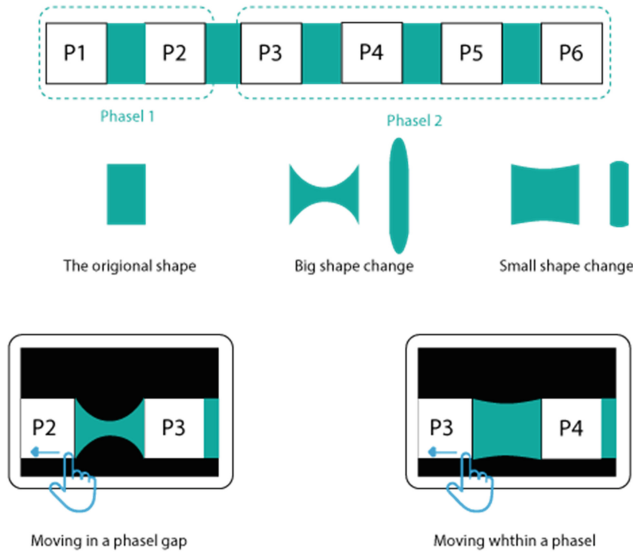 P1 P2 P3 P4 P5 P6
Phasel 1 Phasel 2
The origional shape Big shape change Small shape change
P2 P3 P3 P4
Moving in a phasel gap Moving whthin a phasel